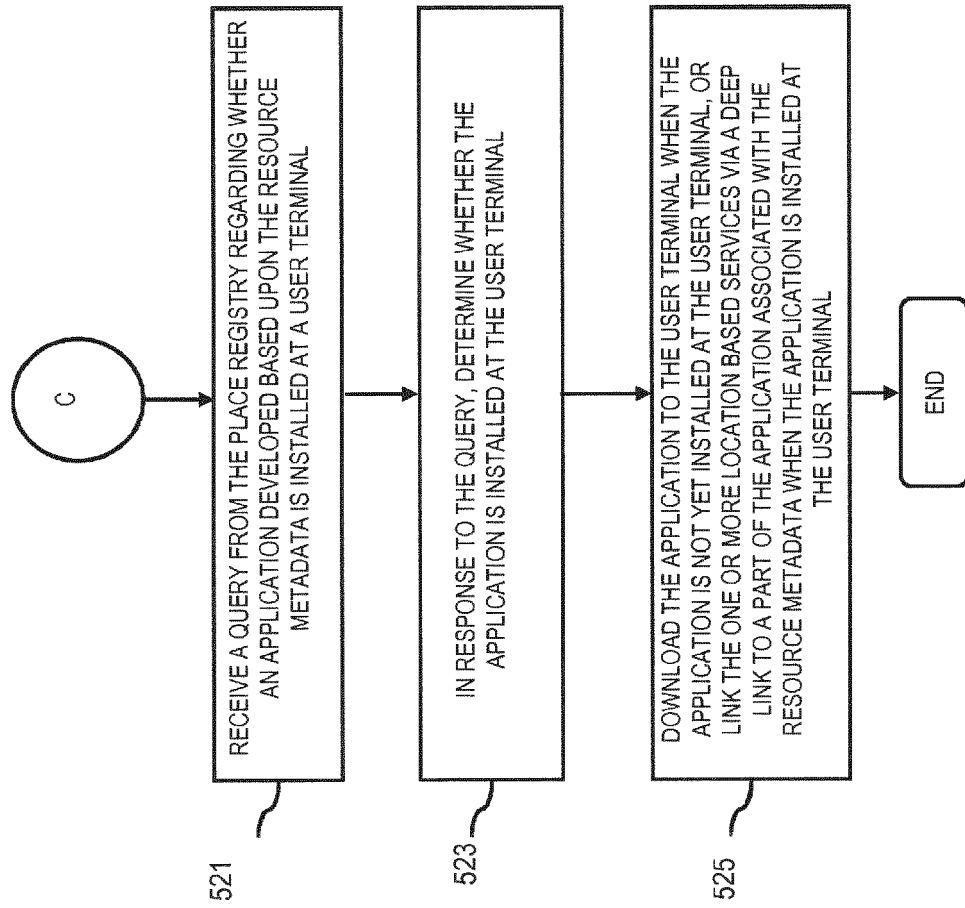 C
521
RECEIVE A QUERY FROM THE PLACE REGISTRY REGARDING WHETHER
AN APPLICATION DEVELOPED BASED UPON THE RESOURCE
METADATA IS INSTALLED AT A USER TERMINAL
523
IN RESPONSE TO THE QUERY, DETERMINE WHETHER THE
APPLICATION IS INSTALLED AT THE USER TERMINAL
525
DOWNLOAD THE APPLICATION TO THE USER TERMINAL WHEN THE
APPLICATION IS NOT YET INSTALLED AT THE USER TERMINAL, OR
LINK THE ONE OR MORE LOCATION BASED SERVICES VIA A DEEP
LINK TO A PART OF THE APPLICATION ASSOCIATED WITH THE
RESOURCE METADATA WHEN THE APPLICATION IS INSTALLED AT
THE USER TERMINAL
END